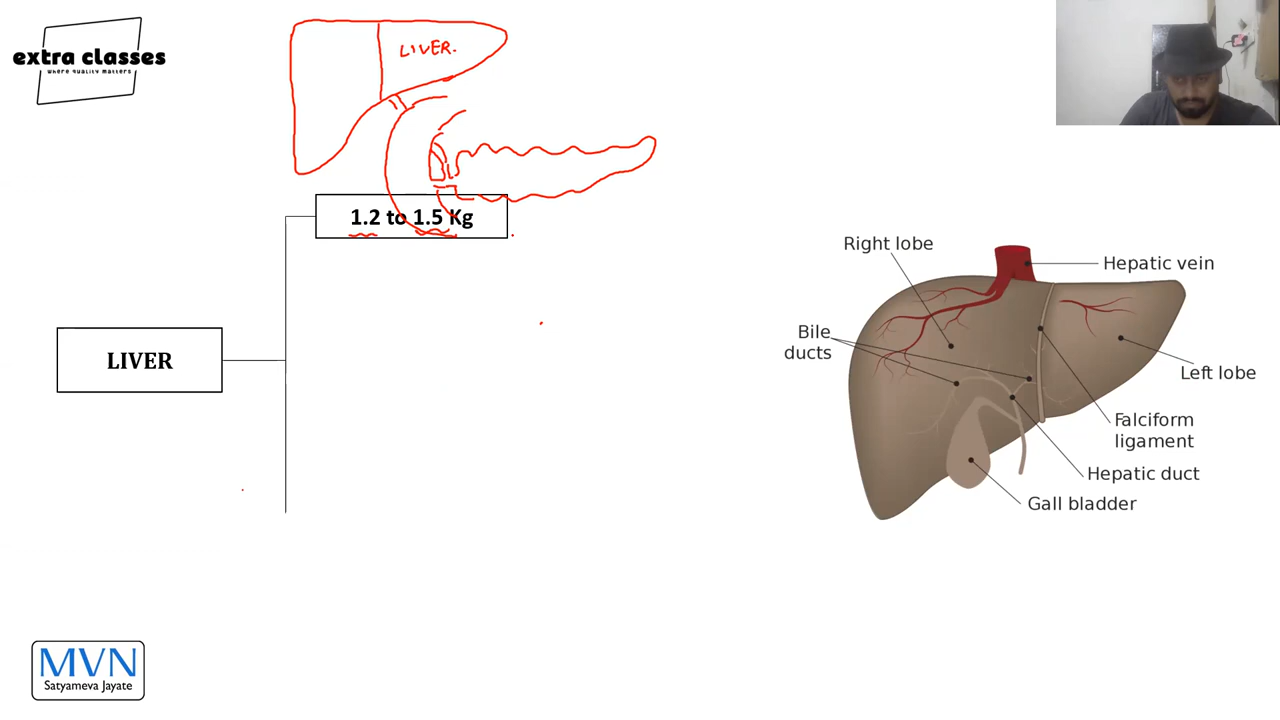 extra classes
where quality matters
LIVER.
1.2 to 1.5 Kg
LIVER
Right lobe
Hepatic vein
Bile
ducts
Left lobe
Falciform
ligament
Hepatic duct
Gall bladder
MVN
Satyameva Jayate